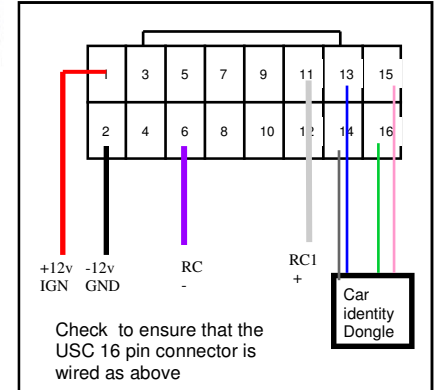 1 3 5 7 9 11 13 15
2 4 6 8 10 12 14 16
+12v -12v RC RC1
IGN GND - +
Car
identity
Dongle
Check to ensure that the
USC 16 pin connector is
wired as above